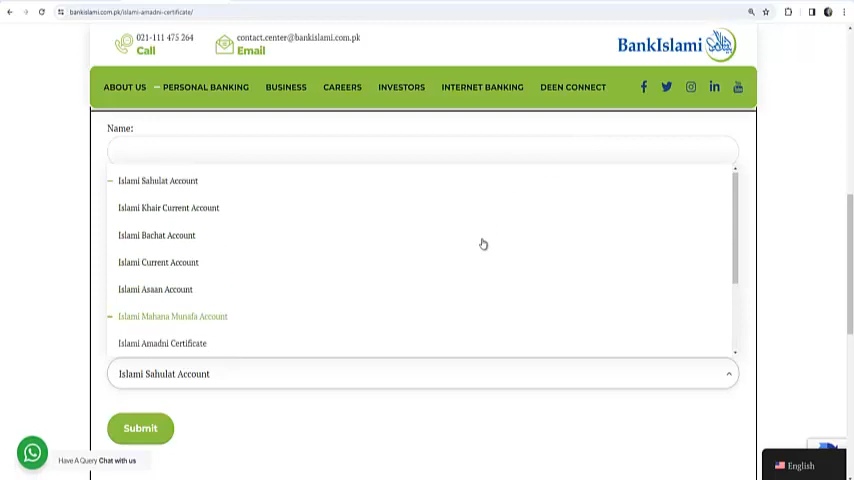 bankislami.com.pk/islami-amadni-certificate/
021-111 475 264
Call
contact.center@bankislami.com.pk
Email
BankIslami
ABOUT US
PERSONAL BANKING
BUSINESS
CAREERS
INVESTORS
INTERNET BANKING
DEEN CONNECT
Name:
Islami Sahulat Account
Islami Khair Current Account
Islami Bachat Account
Islami Current Account
Islami Asaan Account
Islami Mahana Munafa Account
Islami Amadni Certificate
Islami Sahulat Account
Submit
Have A Query Chat with us
English